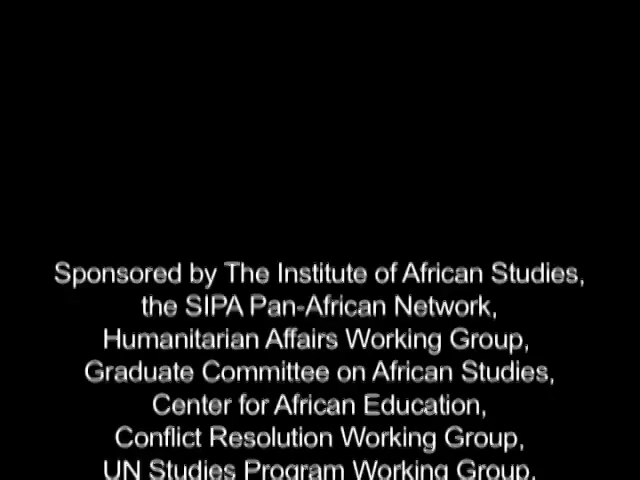 Sponsored by The Institute of African Studies,
the SIPA Pan-African Network,
Humanitarian Affairs Working Group,
Graduate Committee on African Studies,
Center for African Education,
Conflict Resolution Working Group,
UN Studies Program Working Group,